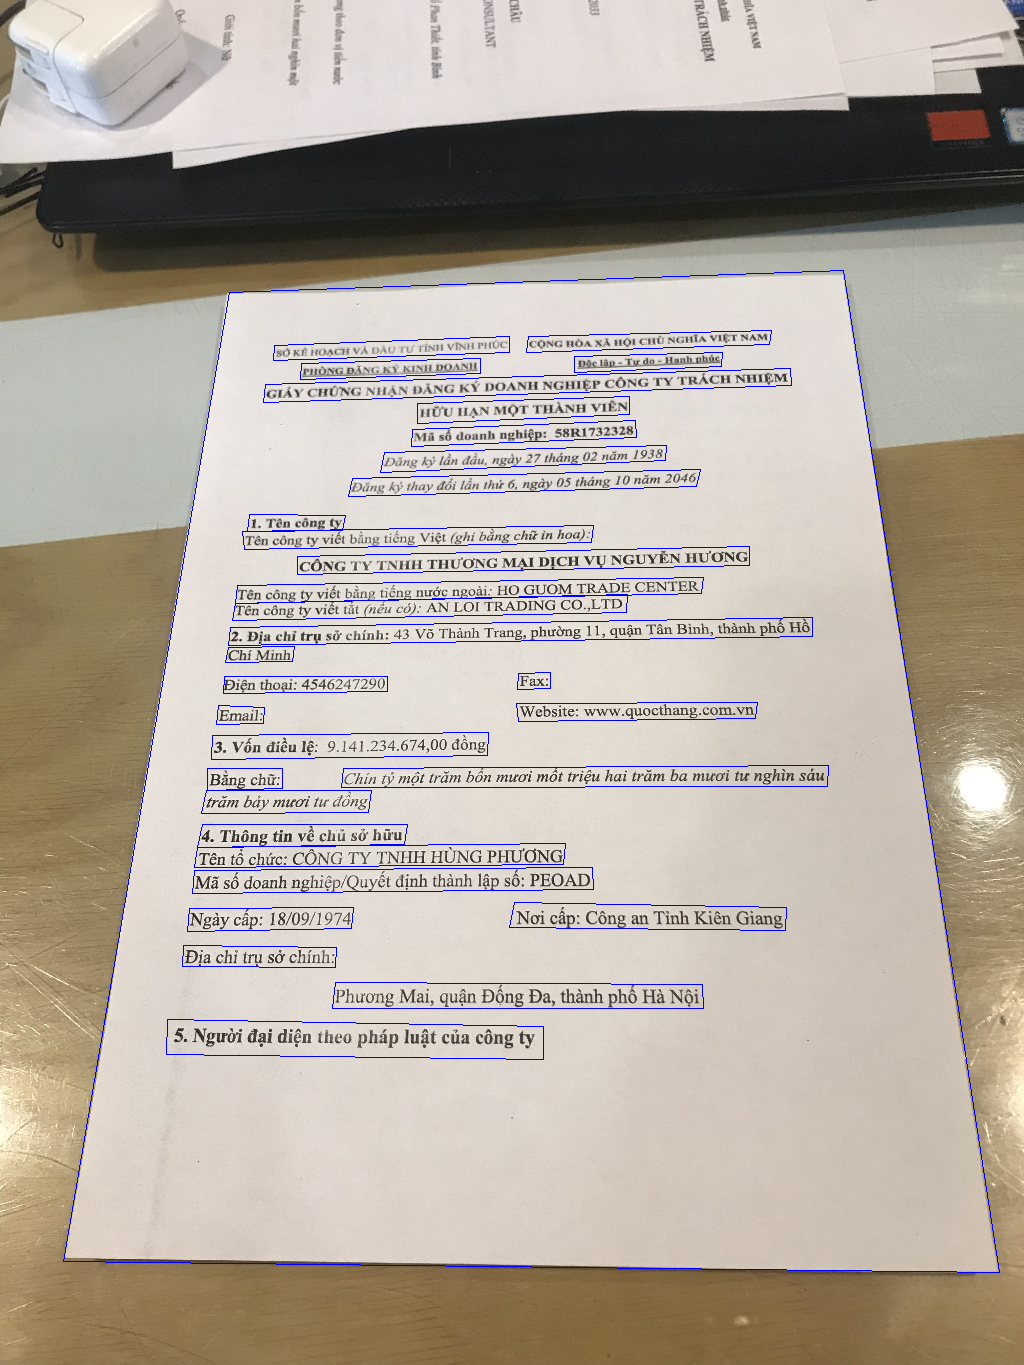 SỞ KẾ HOẠCH VÀ ĐẦU TƯ TỈNH VĨNH PHÚC
CỘNG HÒA XÃ HỘI CHỦ NGHĨA VIỆT NAM
PHÒNG ĐĂNG KÝ KINH DOANH
Độc lập - Tự do - Hạnh phúc
GIẤY CHỨNG NHẬN ĐĂNG KÝ DOANH NGHIỆP CÔNG TY TRÁCH NHIỆM
HỮU HẠN MỘT THÀNH VIÊN
Mã số doanh nghiệp: 58R1732328
Đăng ký lần đầu, ngày 27 tháng 02 năm 1938
Đăng ký thay đổi lần thứ 6, ngày 05 tháng 10 năm 2046
1. Tên công ty
Tên công ty viết bằng tiếng Việt (ghi bằng chữ in hoa):
CÔNG TY TNHH THƯƠNG MẠI DỊCH VỤ NGUYỄN HƯƠNG
Tên công ty viết bằng tiếng nước ngoài: HO GUOM TRADE CENTER
Tên công ty viết tắt (nếu có): AN LOI TRADING CO.,LTD
2. Địa chỉ trụ sở chính: 43 Võ Thành Trang, phường 11, quận Tân Bình, thành phố Hồ
Chí Minh
Điện thoại: 4546247290
Fax:
Email:
Website: www.quocthang.com.vn
3. Vốn điều lệ: 9.141.234.674,00 đồng
Bằng chữ: Chín tỷ một trăm bốn mươi mốt triệu hai trăm ba mươi tư nghìn sáu
trăm bảy mươi tư đồng
4. Thông tin về chủ sở hữu
Tên tổ chức: CÔNG TY TNHH HÙNG PHƯƠNG
Mã số doanh nghiệp/Quyết định thành lập số: PEOAD
Ngày cấp: 18/09/1974
Nơi cấp: Công an Tỉnh Kiên Giang
Địa chỉ trụ sở chính:
Phương Mai, quận Đống Đa, thành phố Hà Nội
5. Người đại diện theo pháp luật của công ty
Giới tính: Nữ
CHÂU
CONSULTANT
2033
VIỆT NAM
TRÁCH NHIỆM